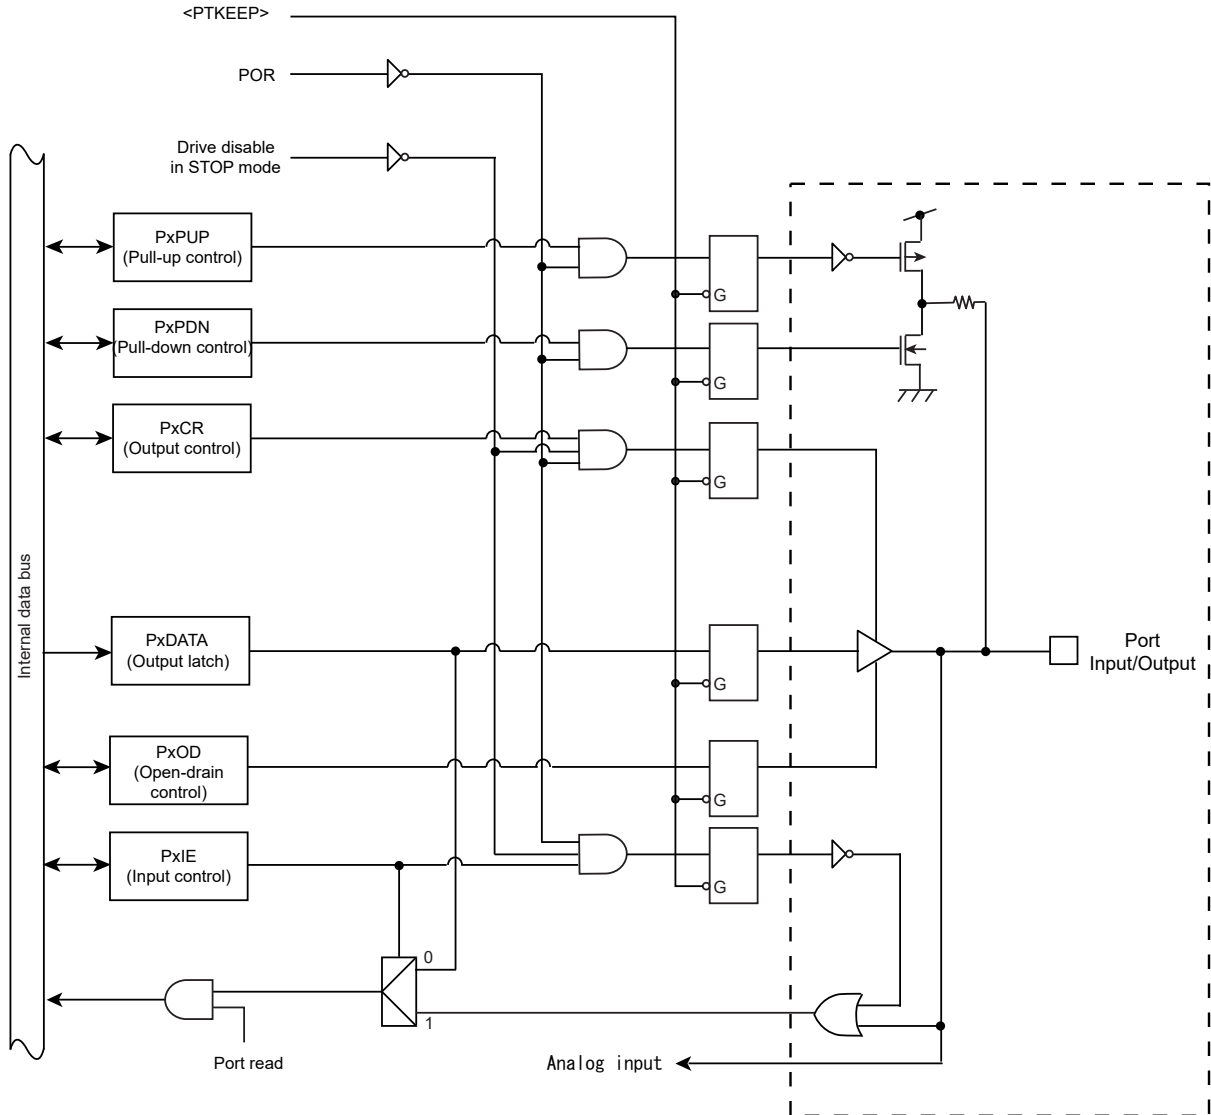 <PTKEEP>
POR
Drive disable
in STOP mode
PxPUP
(Pull-up control)
G
PxPDN
(Pull-down control)
G
PxCR
(Output control)
G
Internal data bus
PxDATA
(Output latch)
G
Port
Input/Output
PxOD
(Open-drain
control)
G
PxIE
(Input control)
G
0
1
Port read
Analog input